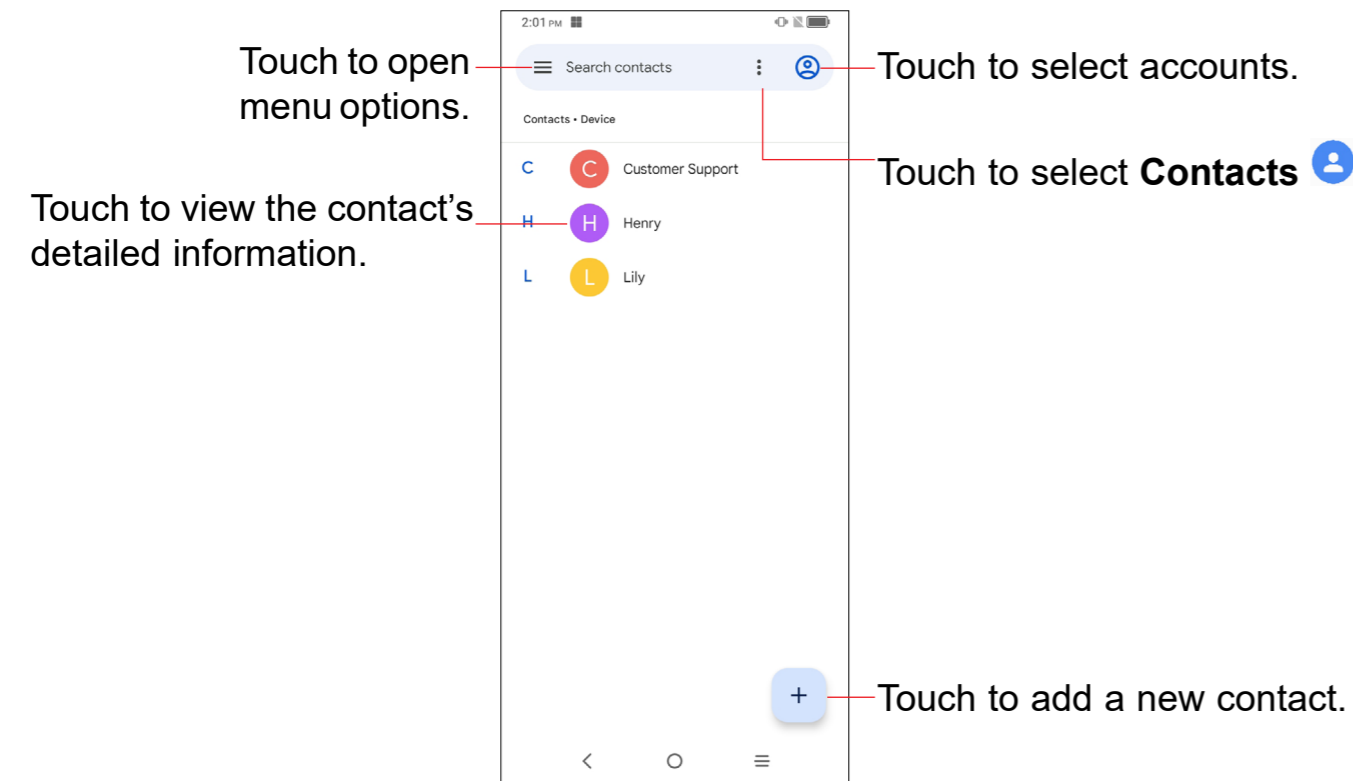 2:01 PM
Touch to open
menu options.
Search contacts
Touch to select accounts.
Contacts • Device
C
C
Customer Support
Touch to select Contacts
Touch to view the contact’s
detailed information.
H
H
Henry
L
L
Lily
+
Touch to add a new contact.